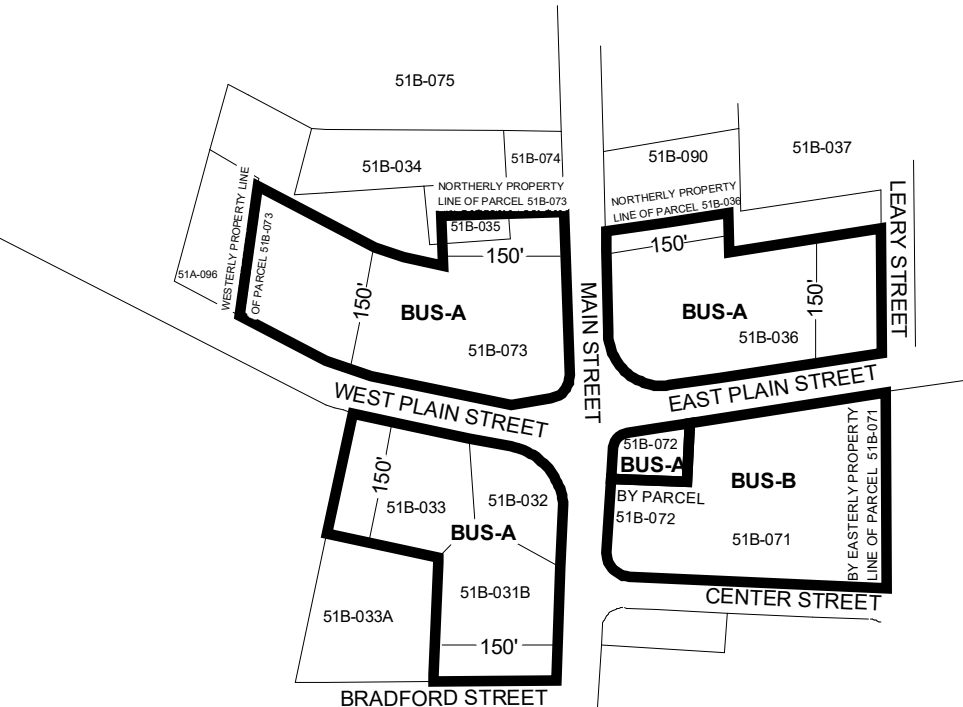 51B-075
51B-034
51B-074
51B-090
51B-037
NORTHERLY PROPERTY
LINE OF PARCEL 51B-073
51B-035
NORTHERLY PROPERTY
LINE OF PARCEL 51B-036
LEARY STREET
51A-096
WESTERLY PROPERTY LINE
OF PARCEL 51B-073
150'
150'
BUS-A
51B-073
MAIN STREET
150'
150'
BUS-A
51B-036
WEST PLAIN STREET
EAST PLAIN STREET
150'
51B-033
51B-032
BUS-A
51B-031B
51B-033A
150'
BRADFORD STREET
51B-072
BUS-A
BY PARCEL
51B-072
BUS-B
51B-071
BY EASTERLY PROPERTY
LINE OF PARCEL 51B-071
CENTER STREET